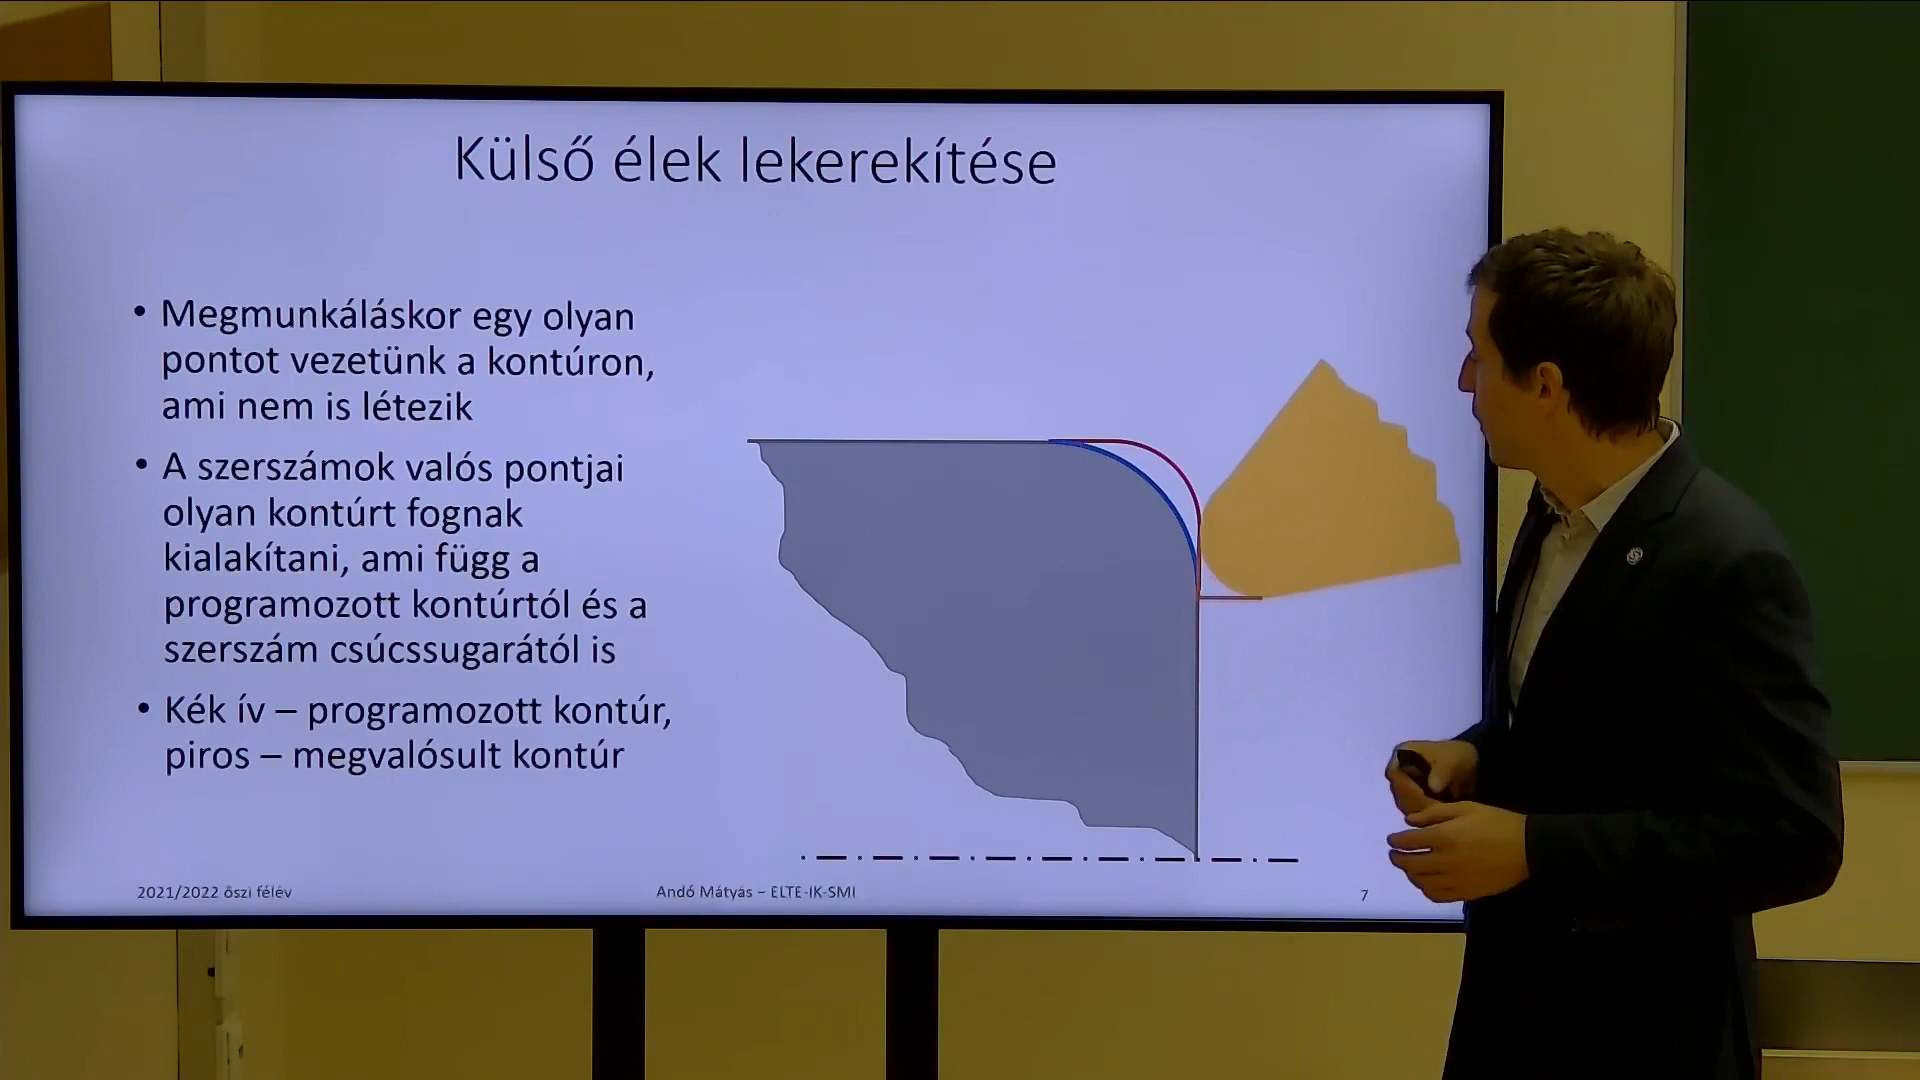 Külső élek lekerekítése
• Megmunkáláskor egy olyan
pontot vezetünk a kontúron,
ami nem is létezik
• A szerszámok valós pontjai
olyan kontúrt fognak
kialakítani, ami függ a
programozott kontúrtól és a
szerszám csúcssugarától is
• Kék ív – programozott kontúr,
piros – megvalósult kontúr
2021/2022 őszi félév
Andó Mátyás – ELTE-IK-SMI
7